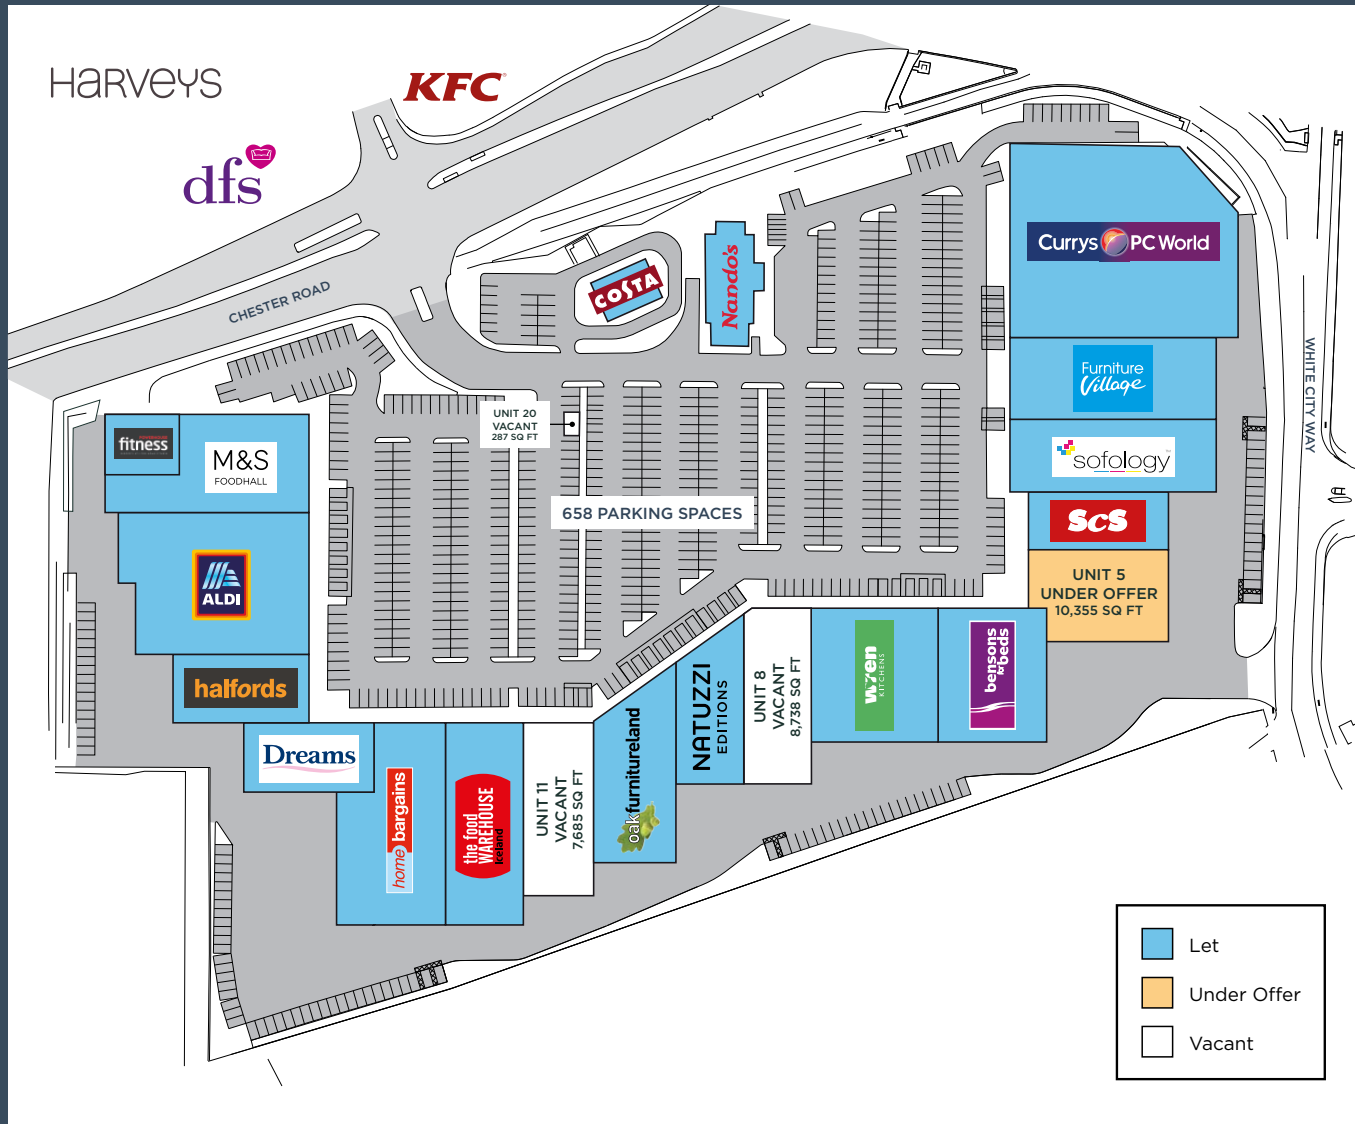 HARVEYS
KFC
dfs
CHESTER ROAD
WHITE CITY WAY
COSTA
Nando's
Currys PC World
Furniture
Village
sofology
ScS
UNIT 5
UNDER OFFER
10,355 SQ FT
fitness
M&S
FOODHALL
UNIT 20
VACANT
287 SQ FT
658 PARKING SPACES
ALDI
halfords
Dreams
home bargains
the food
WAREHOUSE
Iceland
UNIT 11
VACANT
7,685 SQ FT
oakfurnitureland
NATUZZI
EDITIONS
UNIT 8
VACANT
8,738 SQ FT
wren
KITCHENS
bensons
for beds
Let
Under Offer
Vacant